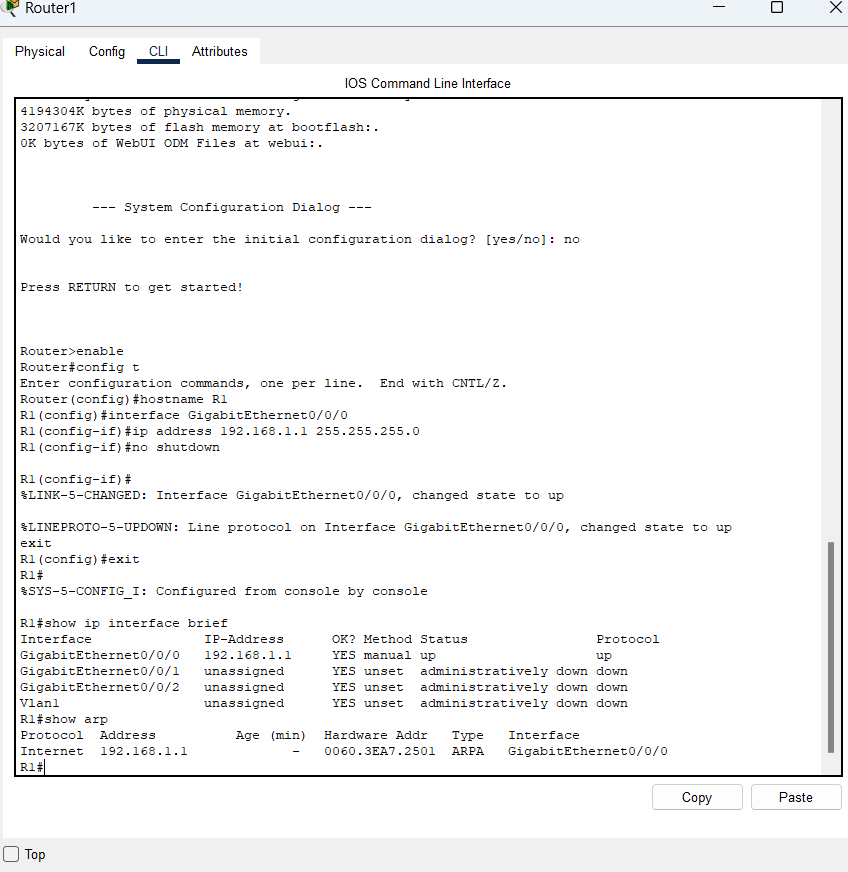 Router1
Physical Config CLI Attributes
IOS Command Line Interface
4194304K bytes of physical memory.
3207167K bytes of flash memory at bootflash:.
0K bytes of WebUI ODM Files at webui:.
--- System Configuration Dialog ---
Would you like to enter the initial configuration dialog? [yes/no]: no
Press RETURN to get started!
Router>enable
Router#config t
Enter configuration commands, one per line.  End with CNTL/Z.
Router(config)#hostname R1
R1(config)#interface GigabitEthernet0/0/0
R1(config-if)#ip address 192.168.1.1 255.255.255.0
R1(config-if)#no shutdown
R1(config-if)#
%LINK-5-CHANGED: Interface GigabitEthernet0/0/0, changed state to up
%LINEPROTO-5-UPDOWN: Line protocol on Interface GigabitEthernet0/0/0, changed state to up
exit
R1(config)#exit
R1#
%SYS-5-CONFIG_I: Configured from console by console
R1#show ip interface brief
Interface              IP-Address      OK? Method Status                Protocol
GigabitEthernet0/0/0   192.168.1.1     YES manual up                    up
GigabitEthernet0/0/1   unassigned      YES unset  administratively down down
GigabitEthernet0/0/2   unassigned      YES unset  administratively down down
Vlan1                  unassigned      YES unset  administratively down down
R1#show arp
Protocol  Address          Age (min)  Hardware Addr   Type   Interface
Internet  192.168.1.1             -   0060.3EA7.2501  ARPA   GigabitEthernet0/0/0
R1#
Copy Paste
Top